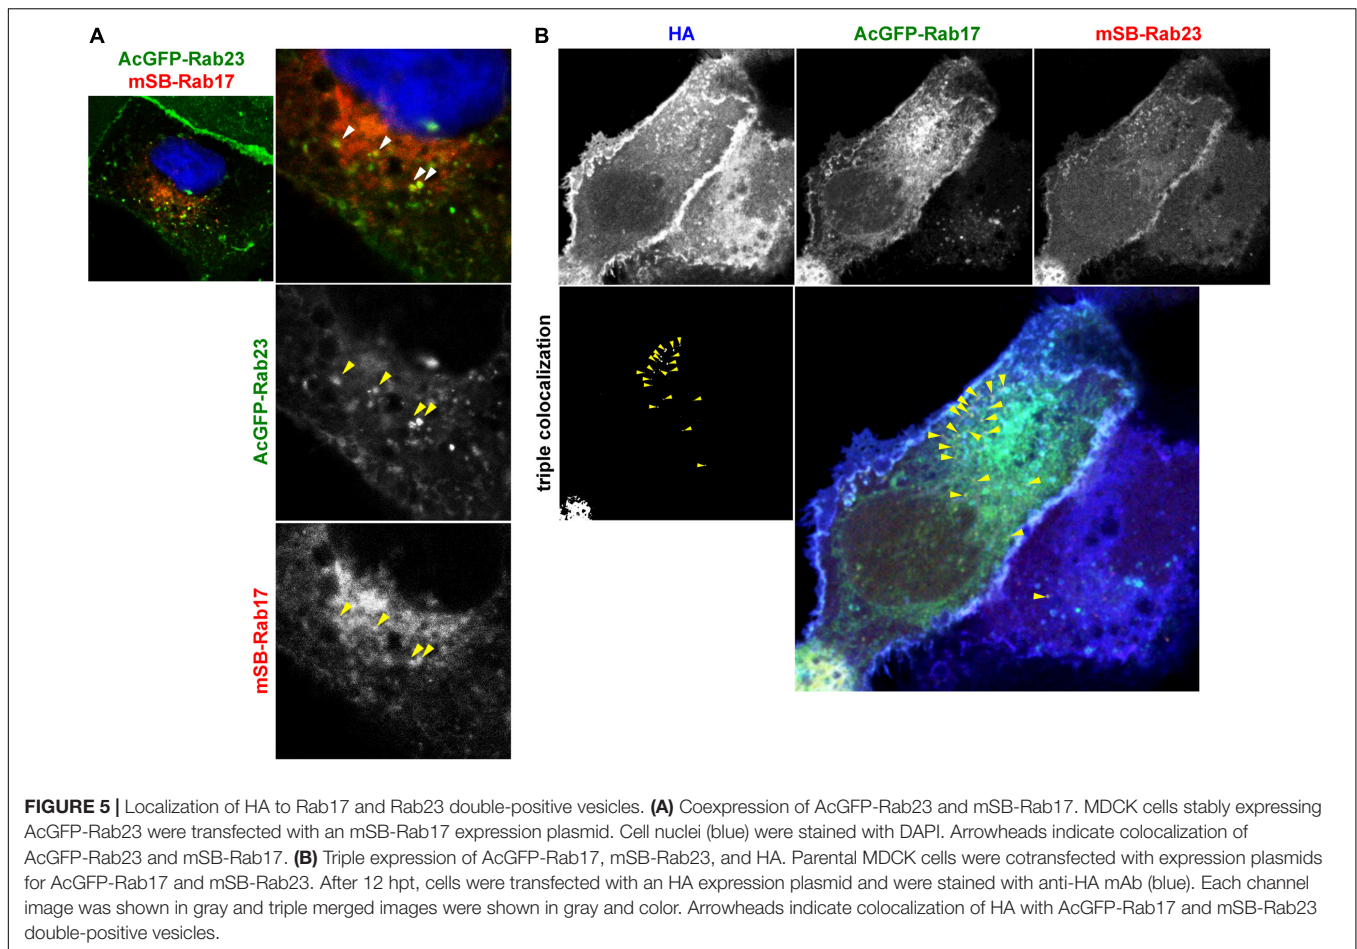 A
AcGFP-Rab23
mSB-Rab17
AcGFP-Rab23
mSB-Rab17
B
HA
AcGFP-Rab17
mSB-Rab23
triple colocalization
FIGURE 5 | Localization of HA to Rab17 and Rab23 double-positive vesicles. (A) Coexpression of AcGFP-Rab23 and mSB-Rab17. MDCK cells stably expressing
AcGFP-Rab23 were transfected with an mSB-Rab17 expression plasmid. Cell nuclei (blue) were stained with DAPI. Arrowheads indicate colocalization of
AcGFP-Rab23 and mSB-Rab17. (B) Triple expression of AcGFP-Rab17, mSB-Rab23, and HA. Parental MDCK cells were cotransfected with expression plasmids
for AcGFP-Rab17 and mSB-Rab23. After 12 hpt, cells were transfected with an HA expression plasmid and were stained with anti-HA mAb (blue). Each channel
image was shown in gray and triple merged images were shown in gray and color. Arrowheads indicate colocalization of HA with AcGFP-Rab17 and mSB-Rab23
double-positive vesicles.